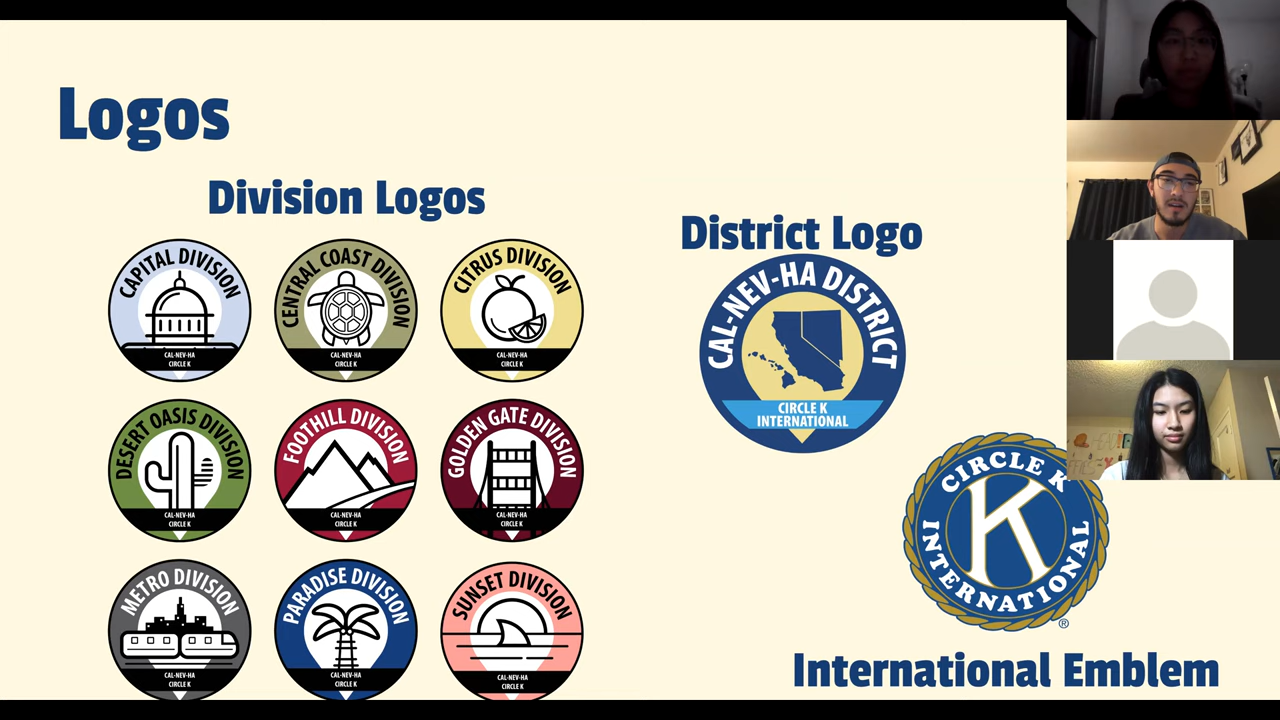 Logos
Division Logos
CAPITAL DIVISION
CAL-NEV-HA
CIRCLE K
CENTRAL COAST DIVISION
CAL-NEV-HA
CIRCLE K
CITRUS DIVISION
CAL-NEV-HA
CIRCLE K
DESERT OASIS DIVISION
CAL-NEV-HA
CIRCLE K
FOOTHILL DIVISION
CAL-NEV-HA
CIRCLE K
GOLDEN GATE DIVISION
CAL-NEV-HA
CIRCLE K
METRO DIVISION
CAL-NEV-HA
CIRCLE K
PARADISE DIVISION
CAL-NEV-HA
CIRCLE K
SUNSET DIVISION
CAL-NEV-HA
CIRCLE K
District Logo
CAL-NEV-HA DISTRICT
CIRCLE K
INTERNATIONAL
CIRCLE K
K
INTERNATIONAL
®
International Emblem